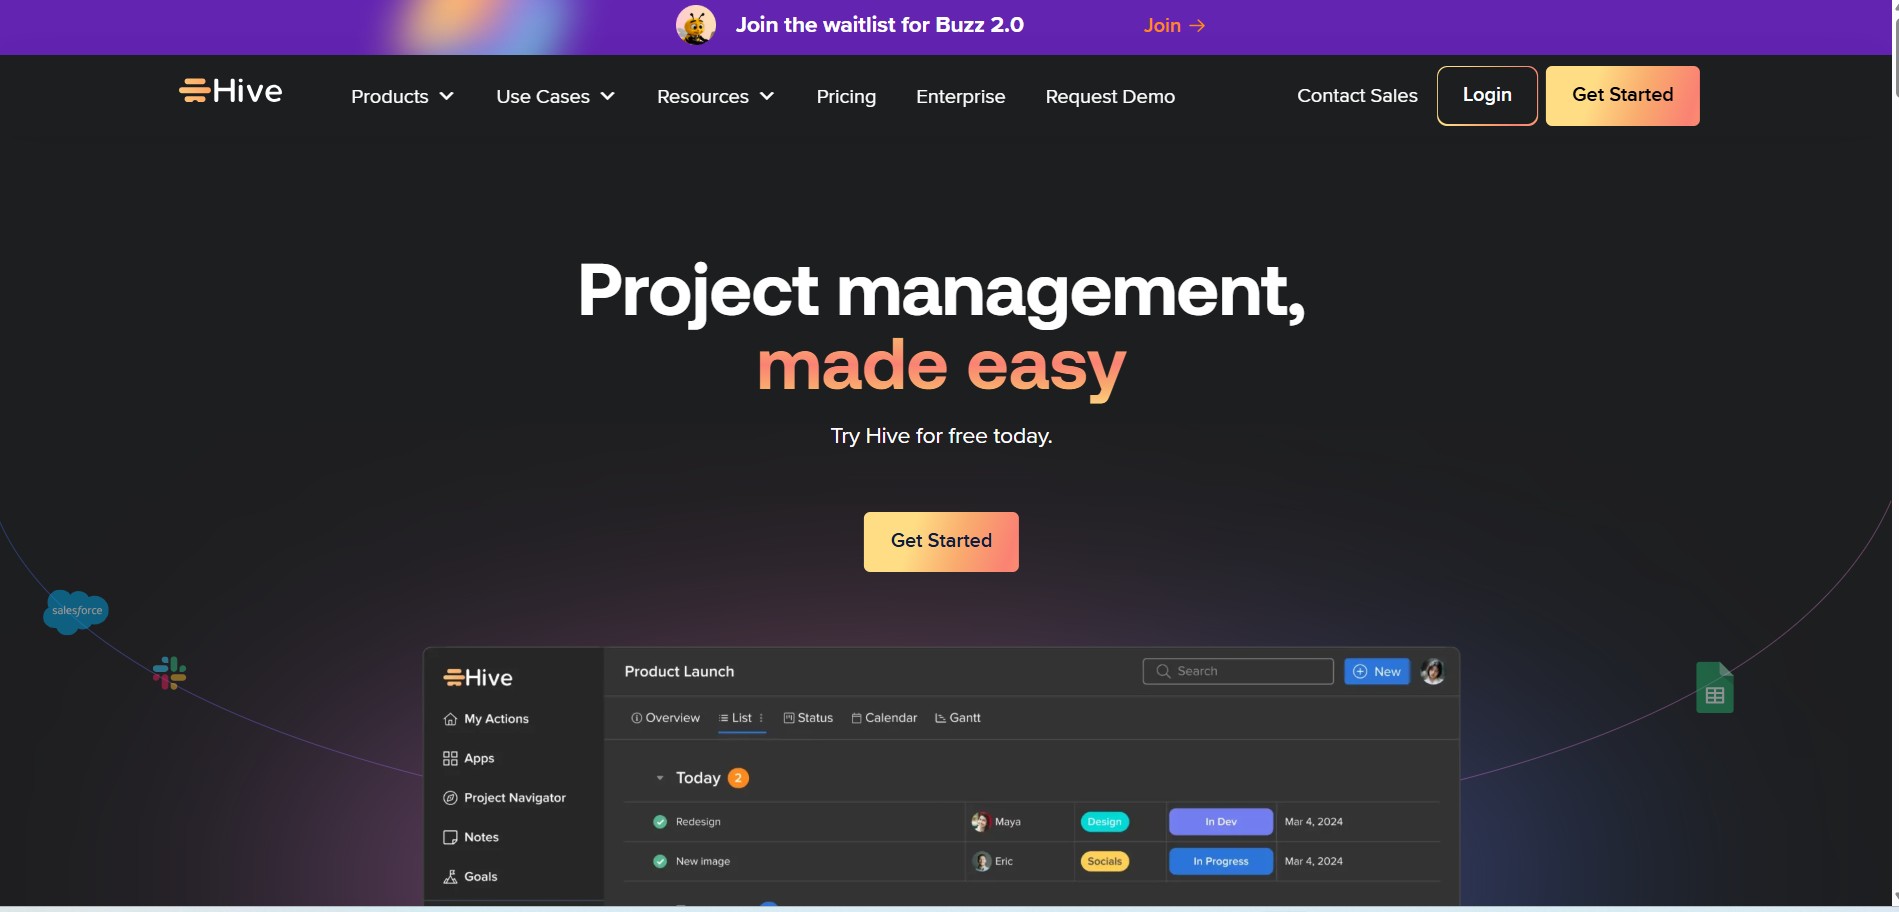 Join the waitlist for Buzz 2.0
Join →
Hive
Products
Use Cases
Resources
Pricing
Enterprise
Request Demo
Contact Sales
Login
Get Started
Project management,
made easy
Try Hive for free today.
Get Started
salesforce
Hive
My Actions
Apps
Project Navigator
Notes
Goals
Product Launch
Search
New
Overview
List
Status
Calendar
Gantt
Today 2
Redesign Maya Design In Dev Mar 4, 2024
New image Eric Socials In Progress Mar 4, 2024